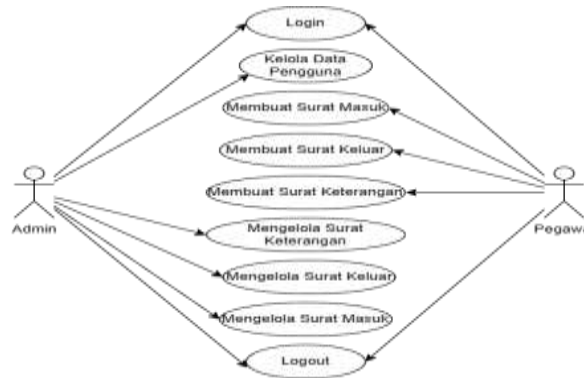 Login
Kelola Data
Pengguna
Membuat Surat Masuk
Membuat Surat Keluar
Membuat Surat Keterangan
Admin
Pegawa
Mengelola Surat
Keterangan
Mengelola Surat Keluar
Mengelola Surat Masuk
Logout